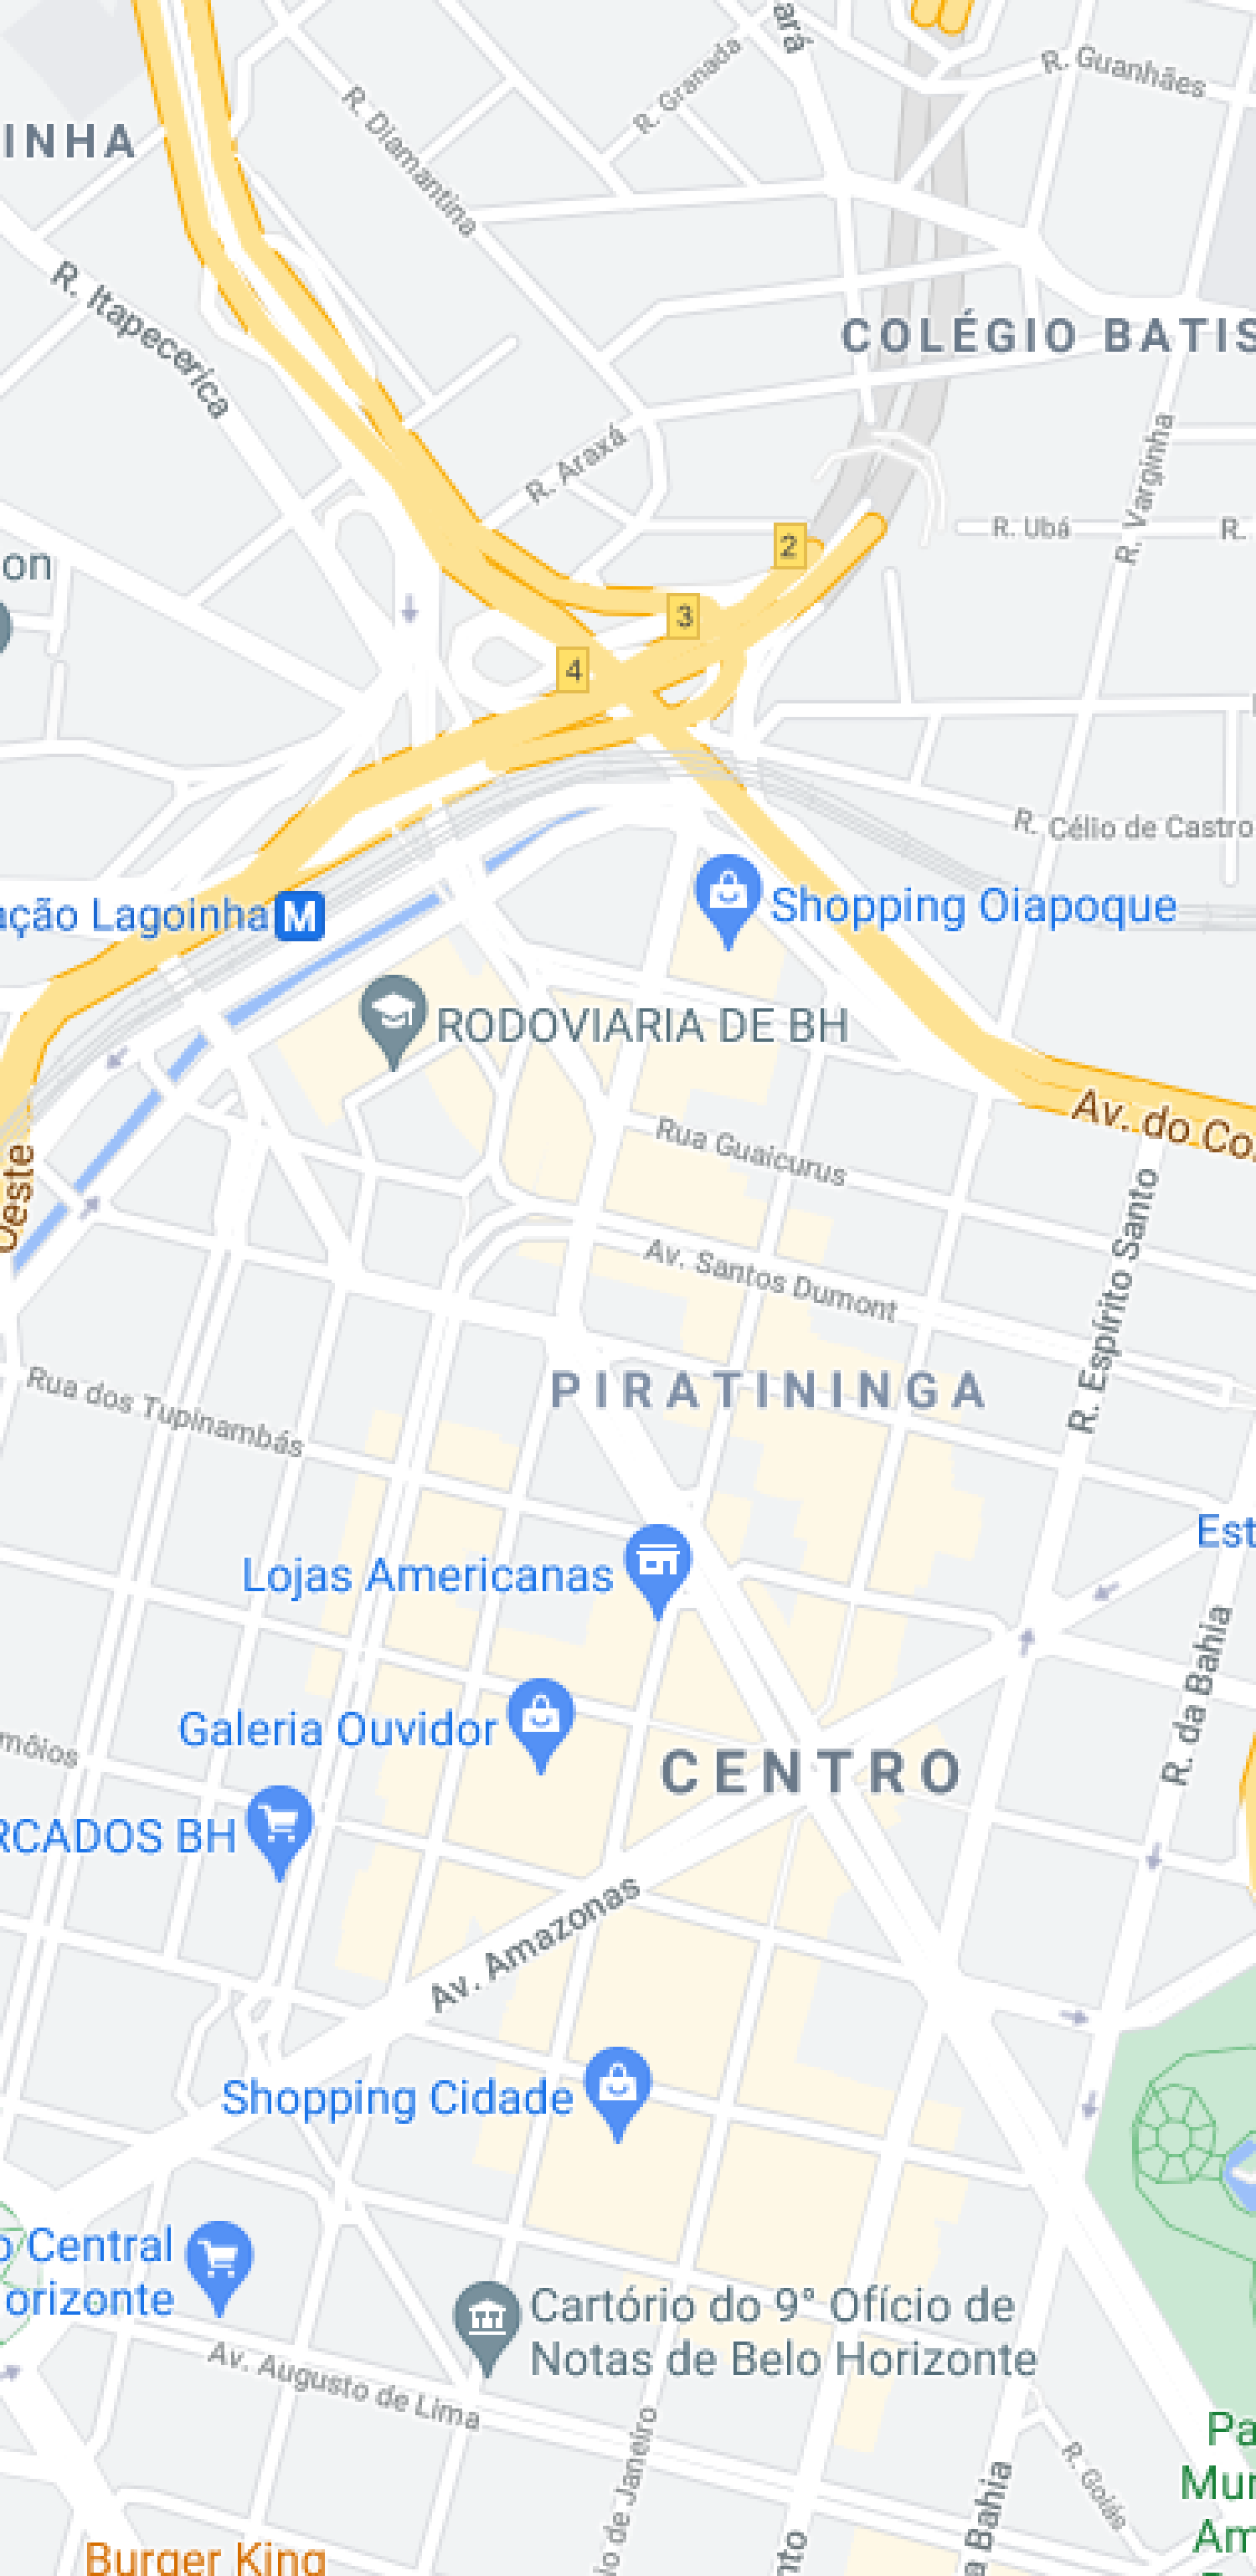 ará
R. Guanhães
R. Granada
R. Diamantina
INHA
R. Itapecerica
COLÉGIO BATIS
R. Araxá
R. Varginha
R. Ubá
R.
2
on
3
4
R. Célio de Castro
Shopping Oiapoque
ação Lagoinha M
RODOVIARIA DE BH
Av. do Co
Rua Guaicurus
Oeste
R. Espírito Santo
Av. Santos Dumont
PIRATININGA
Rua dos Tupinambás
Est
Lojas Americanas
R. da Bahia
Galeria Ouvidor
môios
CENTRO
RCADOS BH
Av. Amazonas
Shopping Cidade
o Central
orizonte
Cartório do 9° Ofício de
Notas de Belo Horizonte
Av. Augusto de Lima
Pa
Mun
Am
R. Goiás
io de Janeiro
a Bahia
nto
Burger King